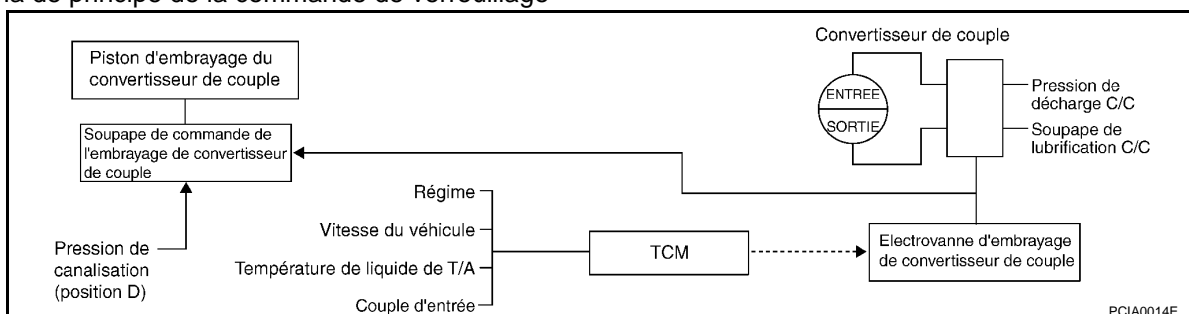 de principe de la commande de verrouillage
Piston d'embrayage du
convertisseur de couple
Soupape de commande de
l'embrayage de convertisseur
de couple
Pression de
canalisation
(position D)
Régime
Vitesse du véhicule
Température de liquide de T/A
Couple d'entrée
TCM
Convertisseur de couple
ENTREE
SORTIE
Pression de
décharge C/C
Soupape de
lubrification C/C
Electrovanne d'embrayage
de convertisseur de couple
PCIA0014E